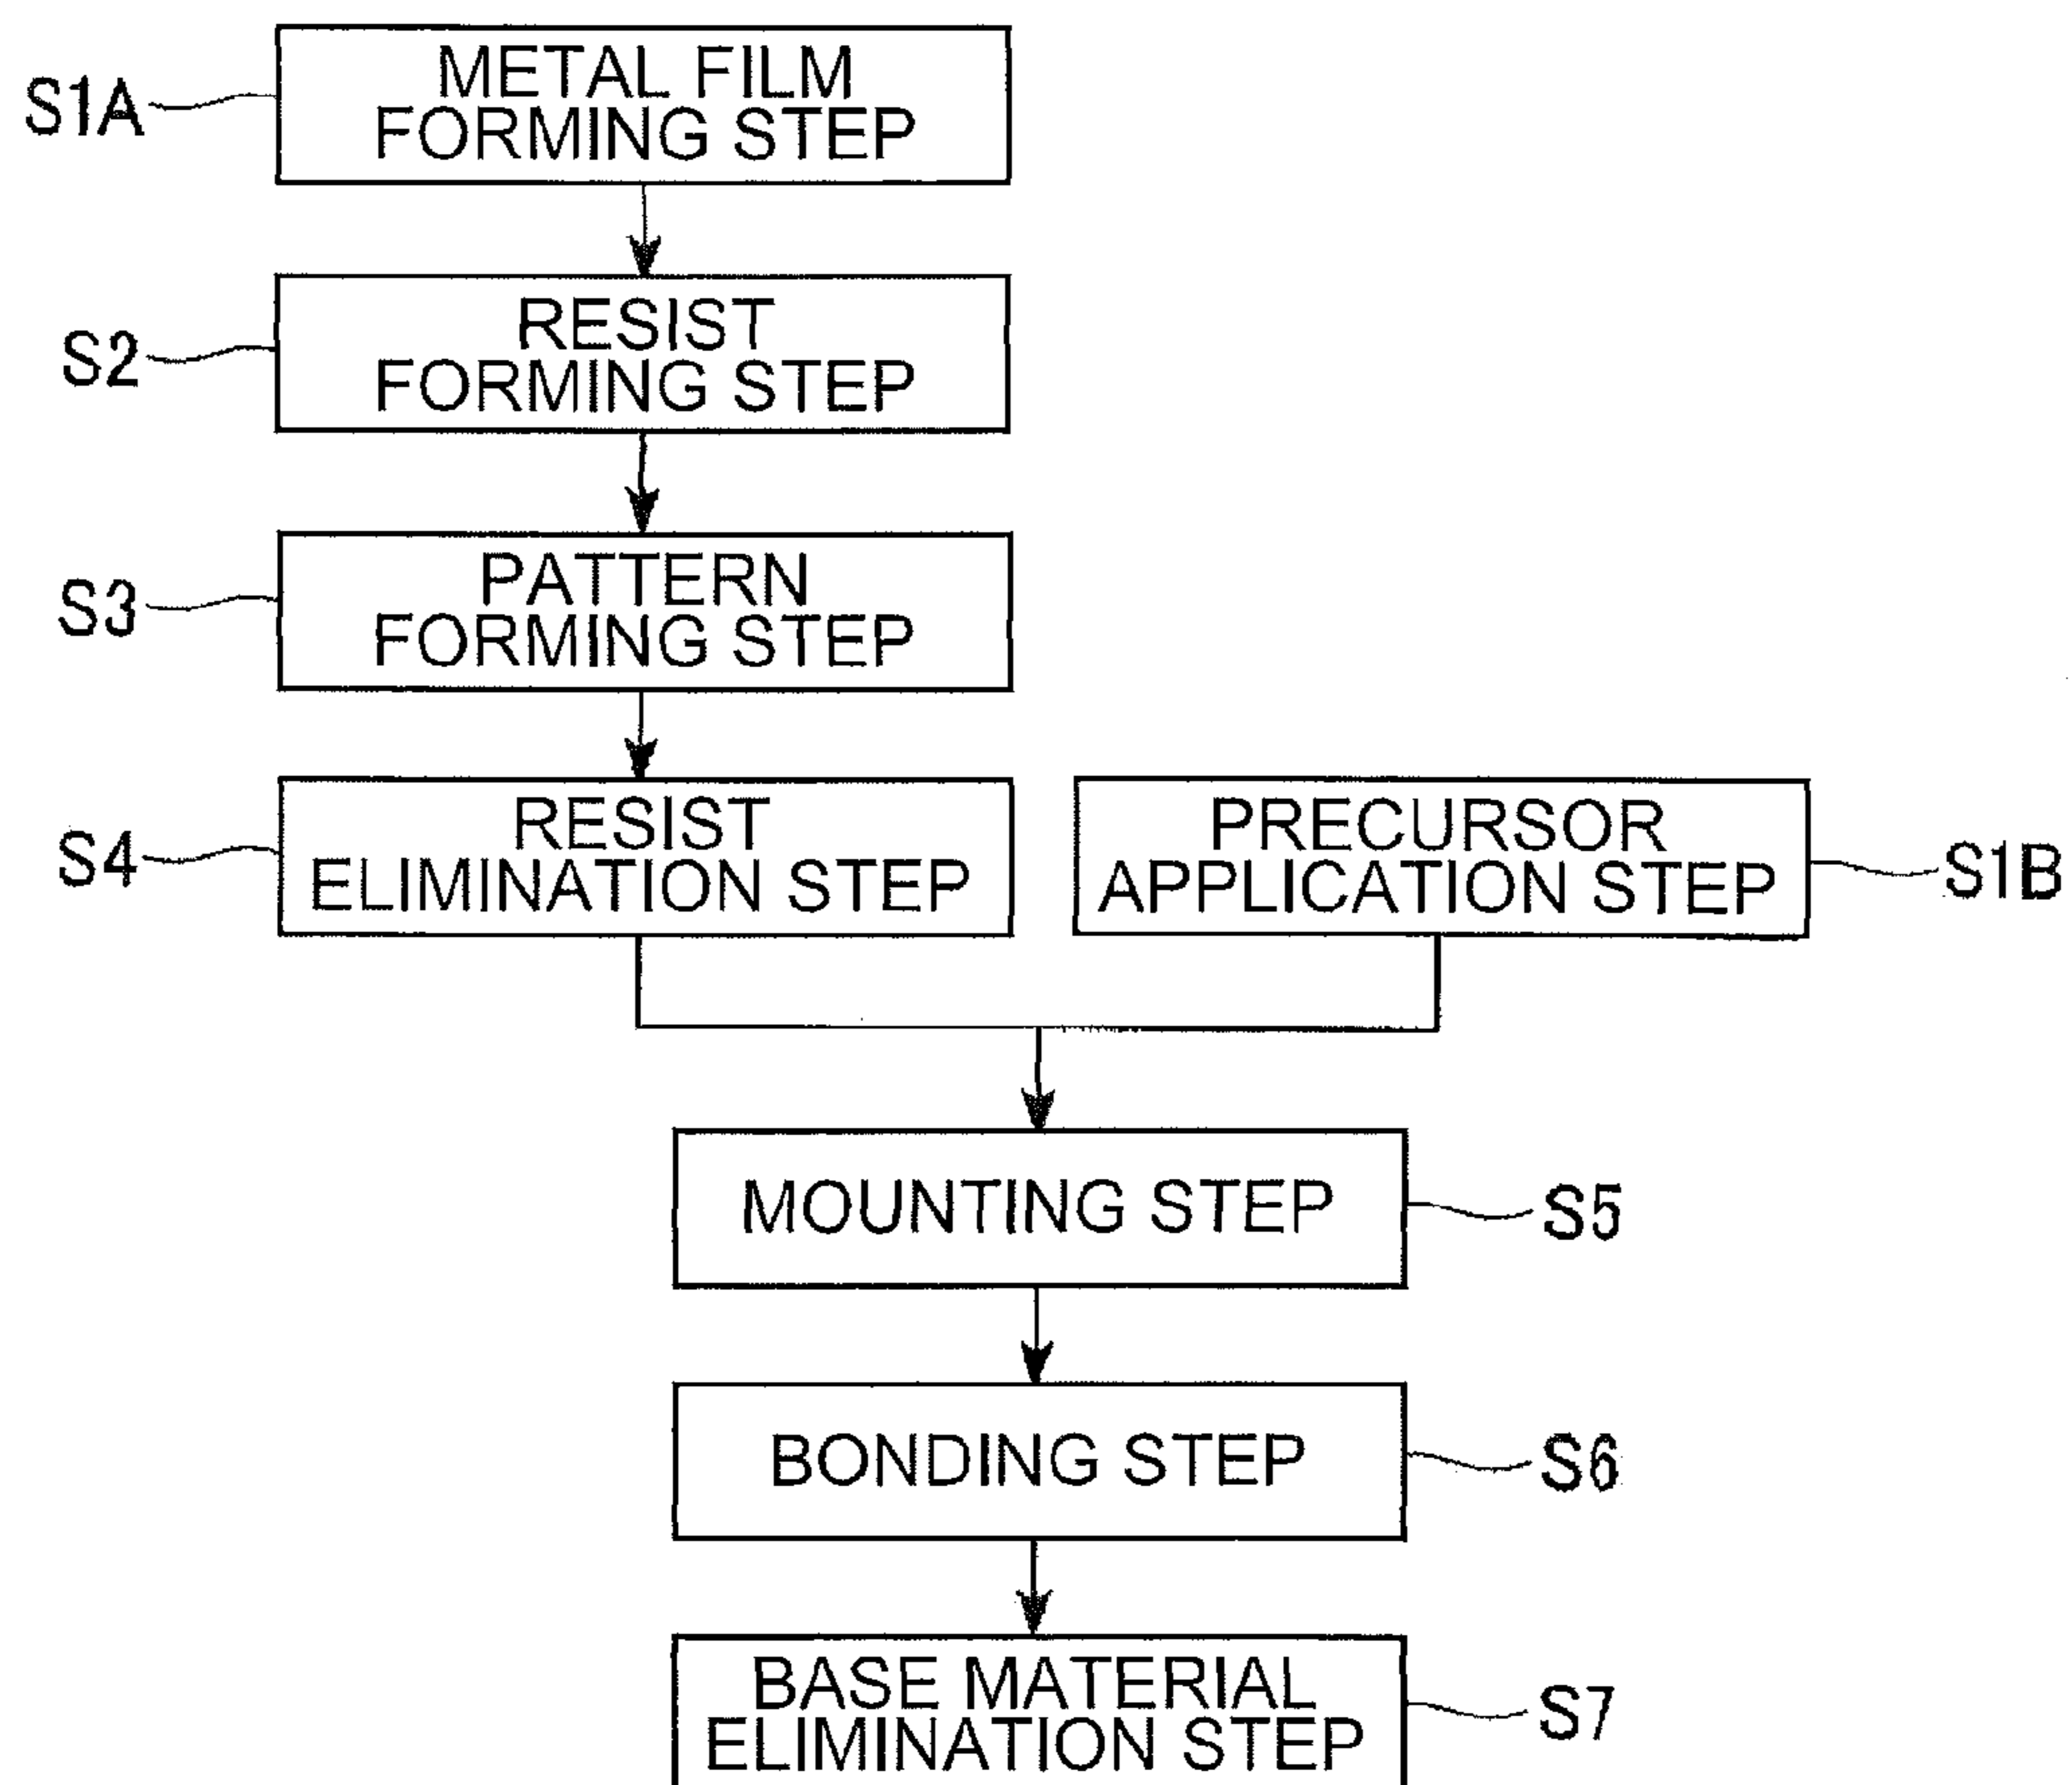 S1A
METAL FILM
FORMING STEP
S2
RESIST
FORMING STEP
S3
PATTERN
FORMING STEP
S4
RESIST
ELIMINATION STEP
PRECURSOR
APPLICATION STEP
S1B
MOUNTING STEP
S5
BONDING STEP
S6
BASE MATERIAL
ELIMINATION STEP
S7